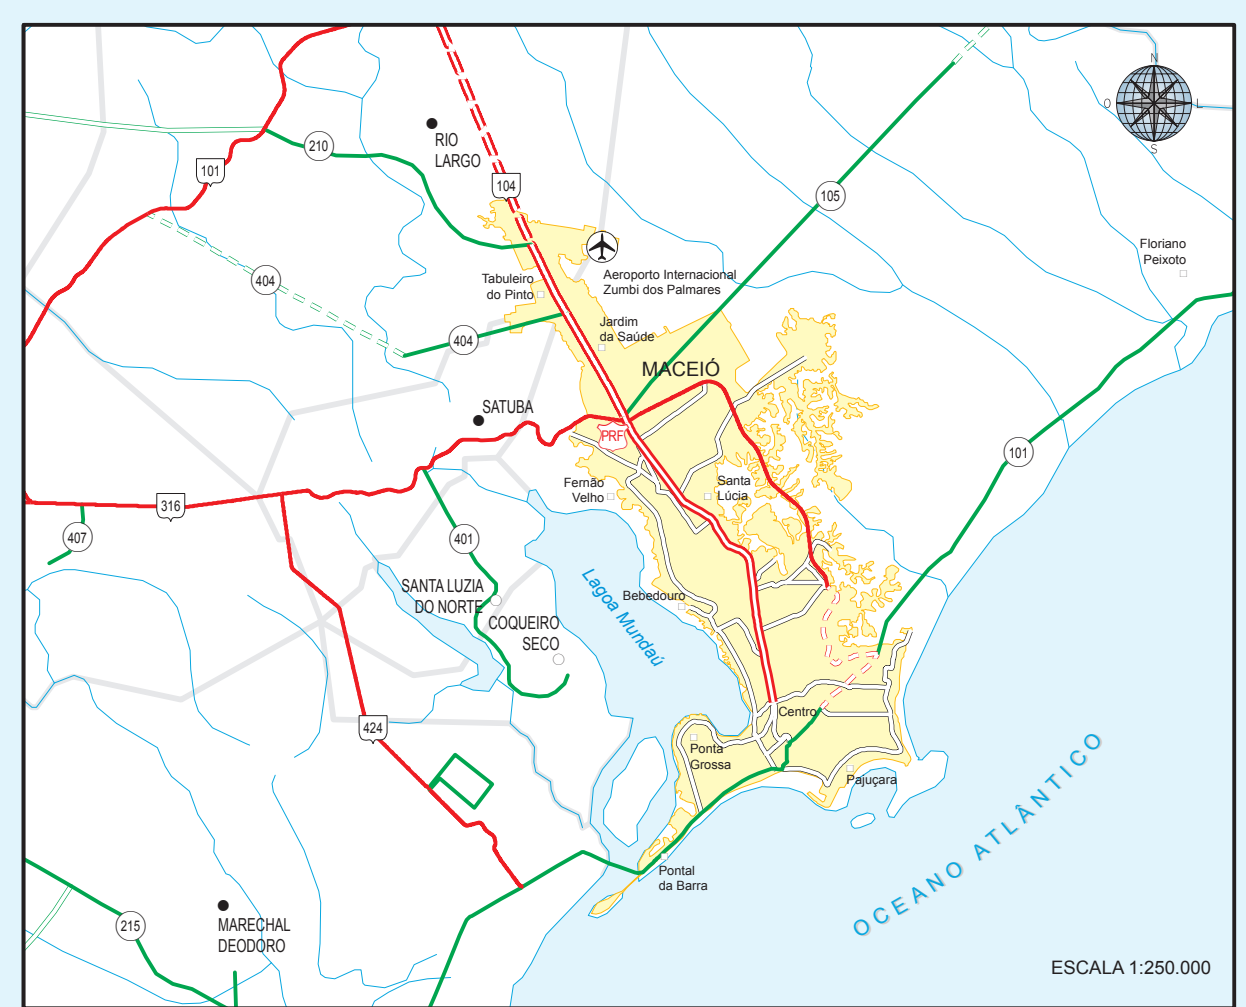 N
O
L
S
RIO
LARGO
210
101
104
105
Floriano
Peixoto
404
Tabuleiro
do Pinto
Aeroporto Internacional
Zumbi dos Palmares
Jardim
da Saúde
404
MACEIÓ
SATUBA
PRF
101
Fernão
Velho
Santa
Lúcia
316
407
401
SANTA LUZIA
DO NORTE
Lagoa Mundaú
Bebedouro
COQUEIRO
SECO
Centro
424
Ponta
Grossa
Pajuçara
OCEANO ATLÂNTICO
Pontal
da Barra
215
MARECHAL
DEODORO
ESCALA 1:250.000